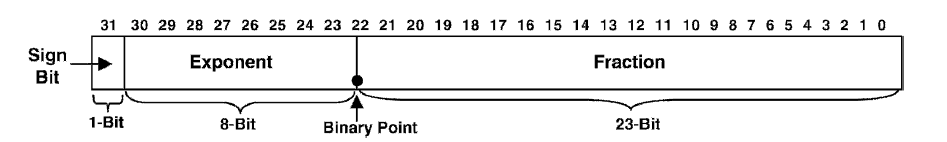 31 30 29 28 27 26 25 24 23 22 21 20 19 18 17 16 15 14 13 12 11 10 9 8 7 6 5 4 3 2 1 0
Sign
Bit
Exponent
Fraction
1-Bit
8-Bit
Binary Point
23-Bit